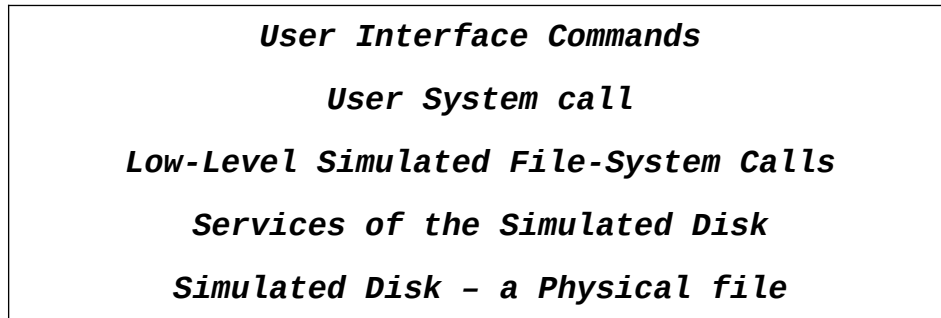 User Interface Commands
User System call
Low-Level Simulated File-System Calls
Services of the Simulated Disk
Simulated Disk – a Physical file